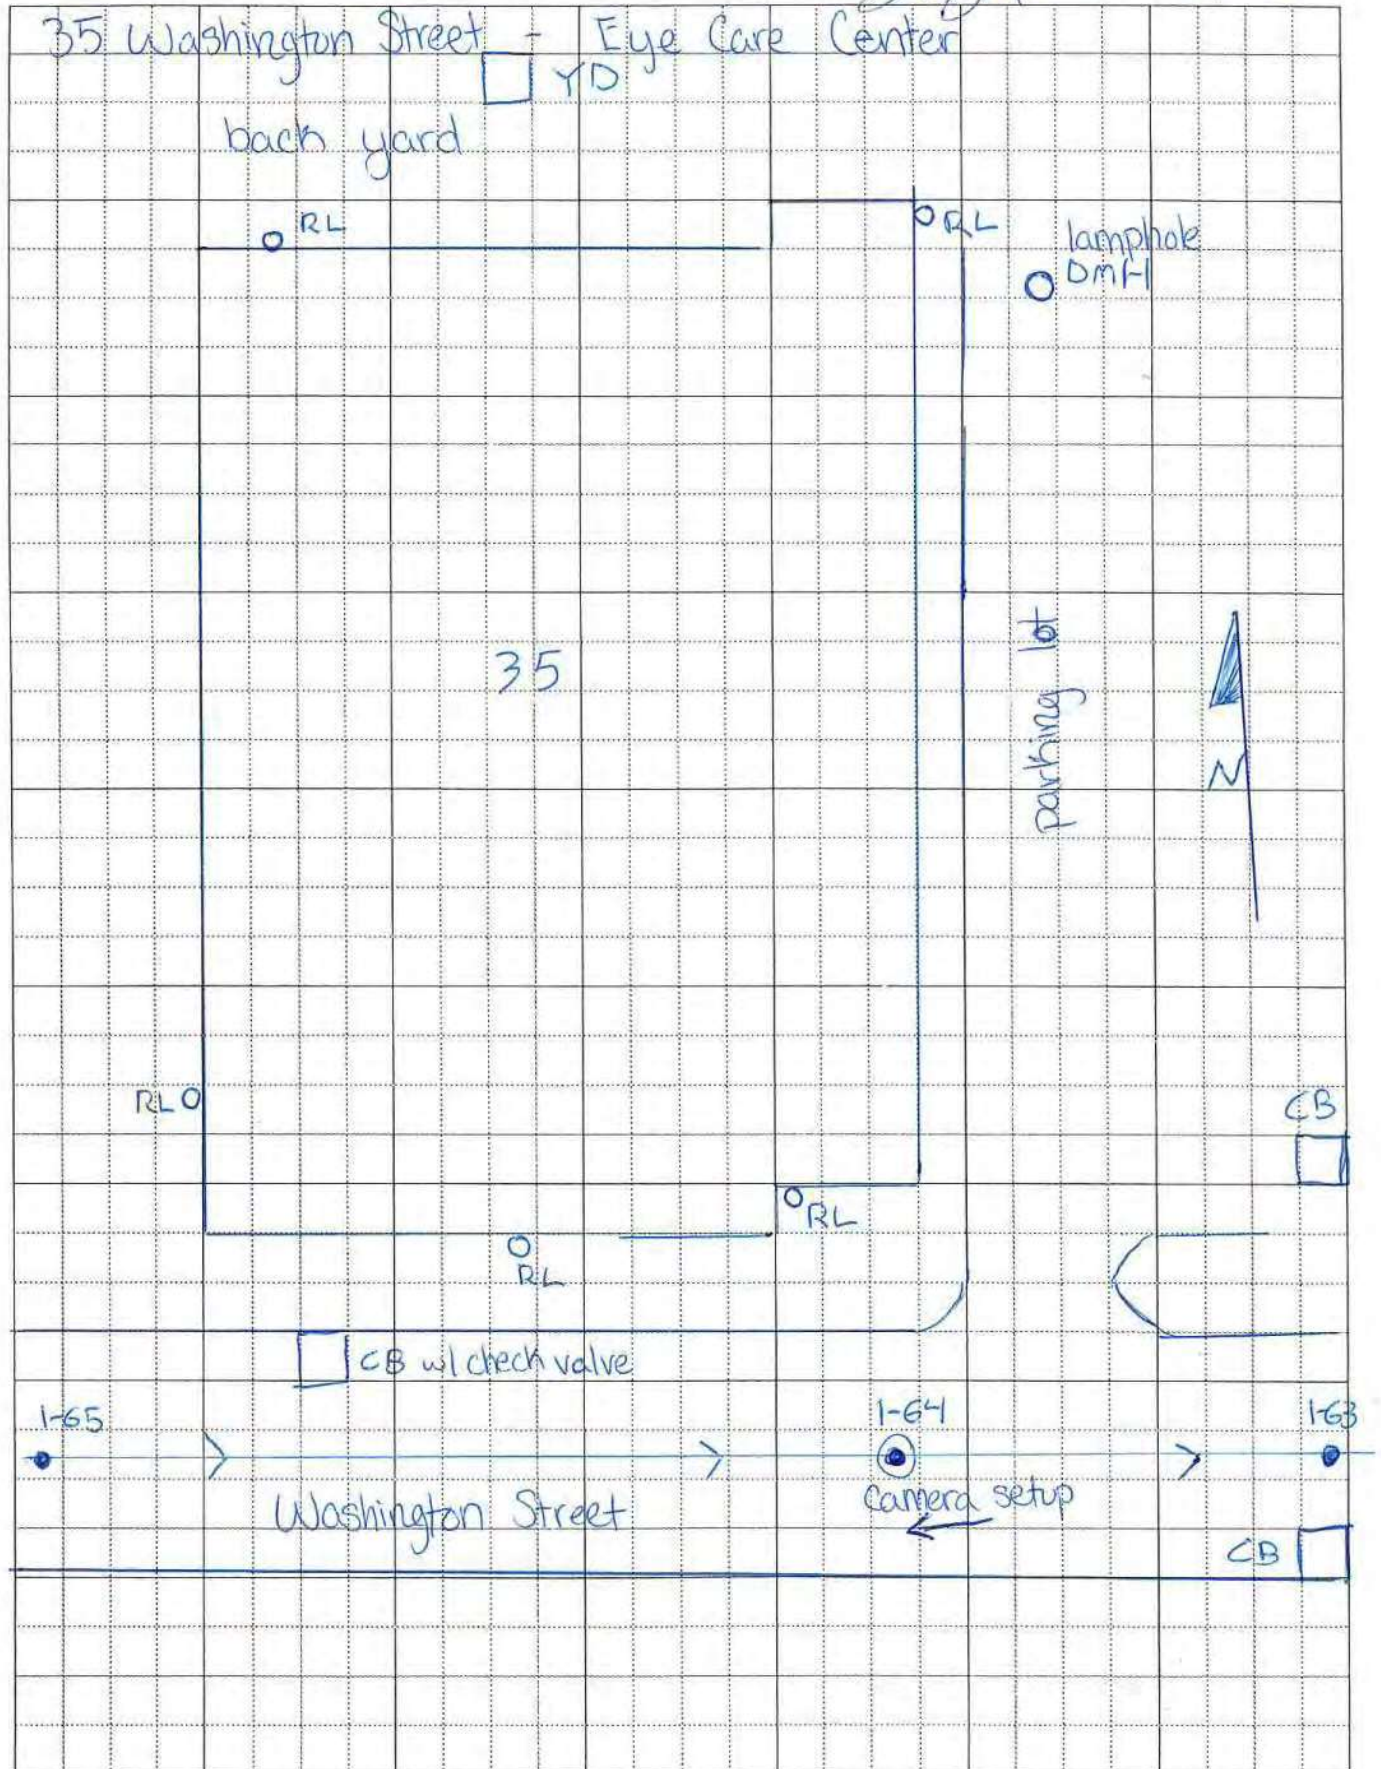 35 Washington Street - Eye Care Center
YD
back yard
RL
RL
lamphole
DMH
35
parking lot
N
RL
CB
RL
RL
CB w/ check valve
1-65
1-64
1-63
Washington Street
camera setup
CB